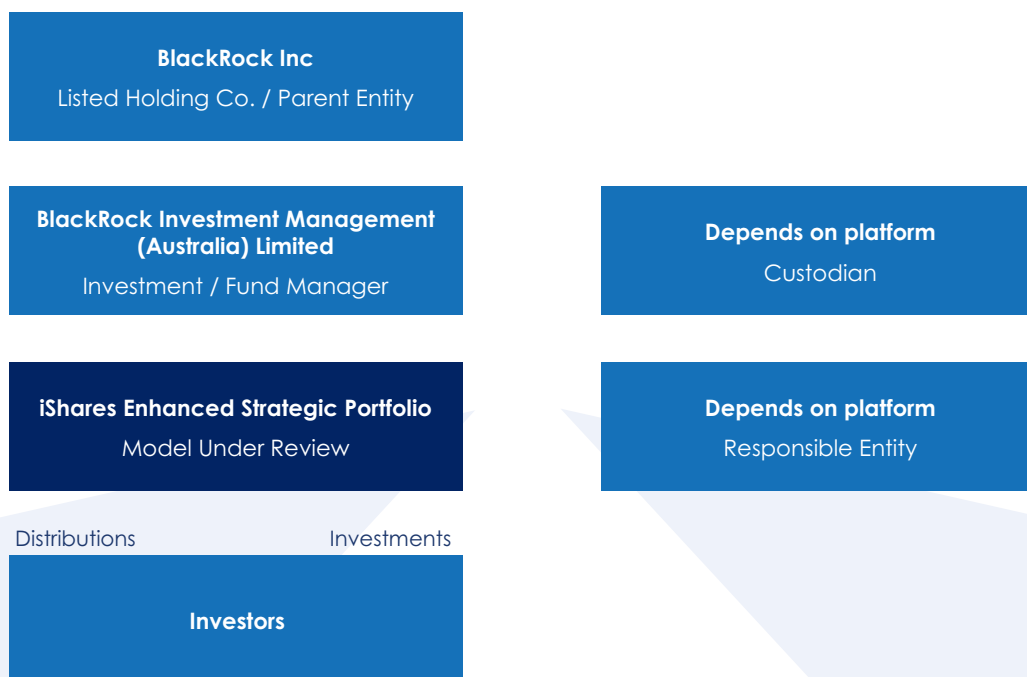 BlackRock Inc
Listed Holding Co. / Parent Entity
BlackRock Investment Management
(Australia) Limited
Investment / Fund Manager
Depends on platform
Custodian
iShares Enhanced Strategic Portfolio
Model Under Review
Depends on platform
Responsible Entity
Distributions
Investments
Investors